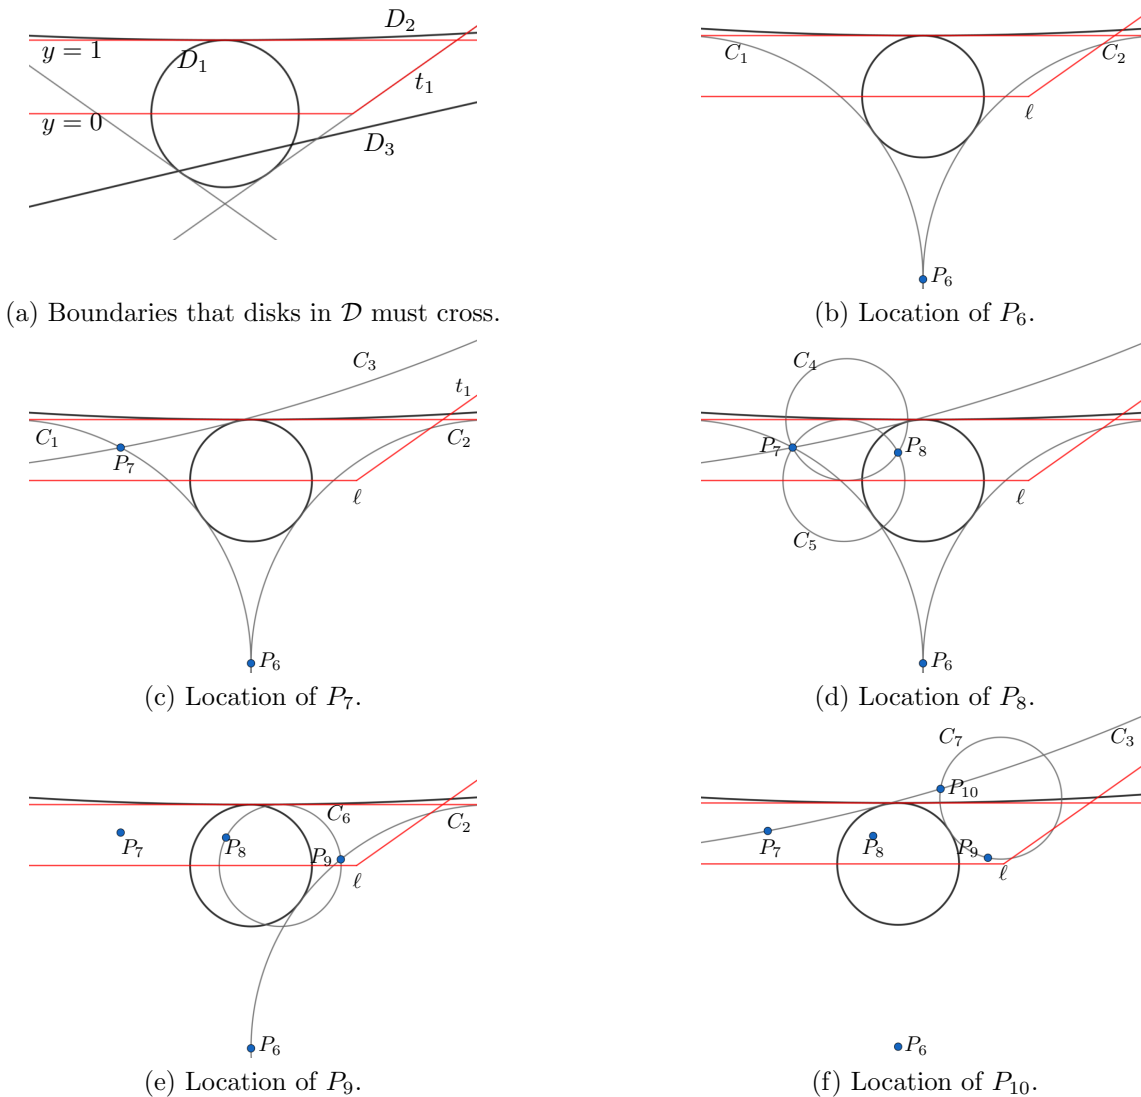 D₂
y = 1
D₁
t₁
y = 0
D₃
(a) Boundaries that disks in 𝒟 must cross.
C₁
C₂
ℓ
P₆
(b) Location of P₆.
C₃
t₁
C₁
C₂
P₇
ℓ
P₆
(c) Location of P₇.
C₄
P₇
P₈
ℓ
C₅
P₆
(d) Location of P₈.
C₆
C₂
P₇
P₈
P₉
ℓ
P₆
(e) Location of P₉.
C₇
C₃
P₁₀
P₇
P₈
P₉
ℓ
P₆
(f) Location of P₁₀.